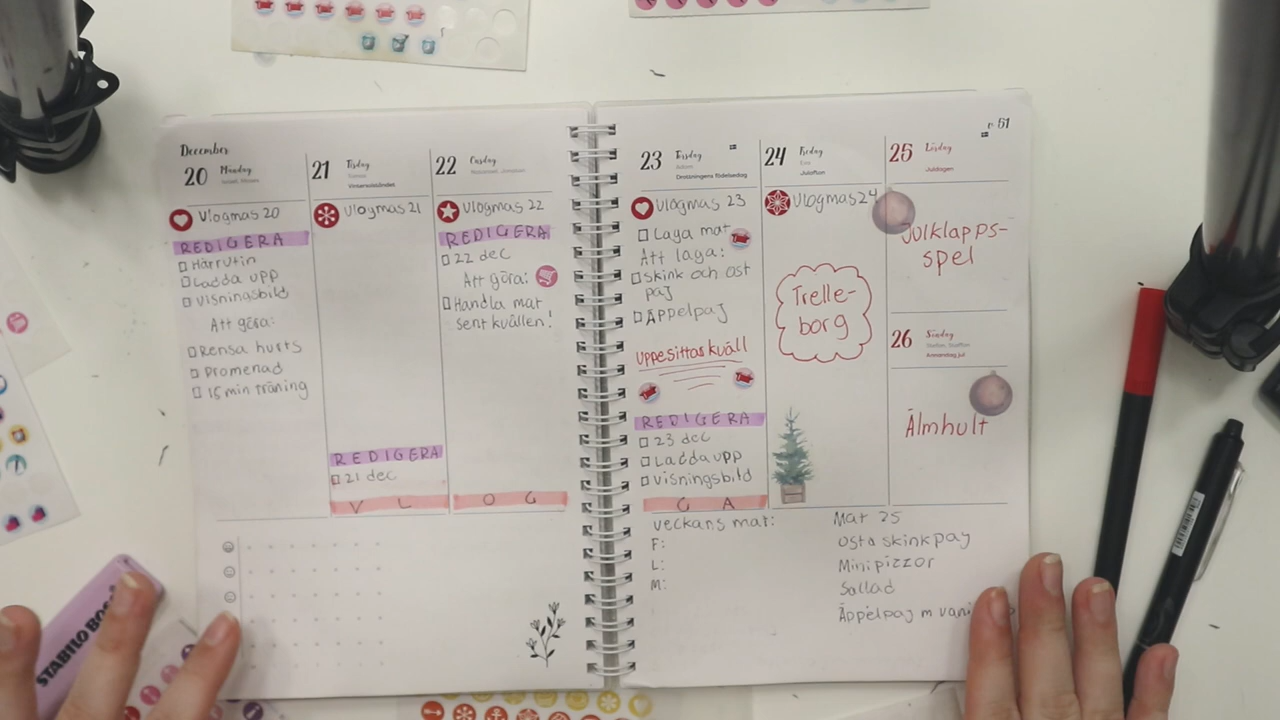 December
20 Måndag
Vlogmas 20
REDIGERA
Hårrutin
Ladda upp
Visningsbild
Att göra:
Rensa hurts
Promenad
15 min träning
21 Tisdag
Vintersolståndet
Vlogmas 21
REDIGERA
21 dec
V L
22 Onsdag
Vlogmas 22
REDIGERA
22 dec
Att göra:
Handla mat
sent kvällen!
O G
23 Torsdag
Drottningens födelsedag
Vlogmas 23
Laga mat
Att laga:
Skink och ost
paj
Äppelpaj
Uppesittarkväll
REDIGERA
23 dec
Ladda upp
Visningsbild
G A
24 Fredag
Eva
Julafton
Vlogmas 24
Trelle-
borg
v 51
25 Lördag
Juldagen
Julklapps-
spel
26 Söndag
Stefan, Staffan
Annandag jul
Älmhult
Veckans mat:
F:
L:
M:
Mat 25
Osta skinkpaj
Minipizzor
Sallad
Äppelpaj m
STABILO BOSS